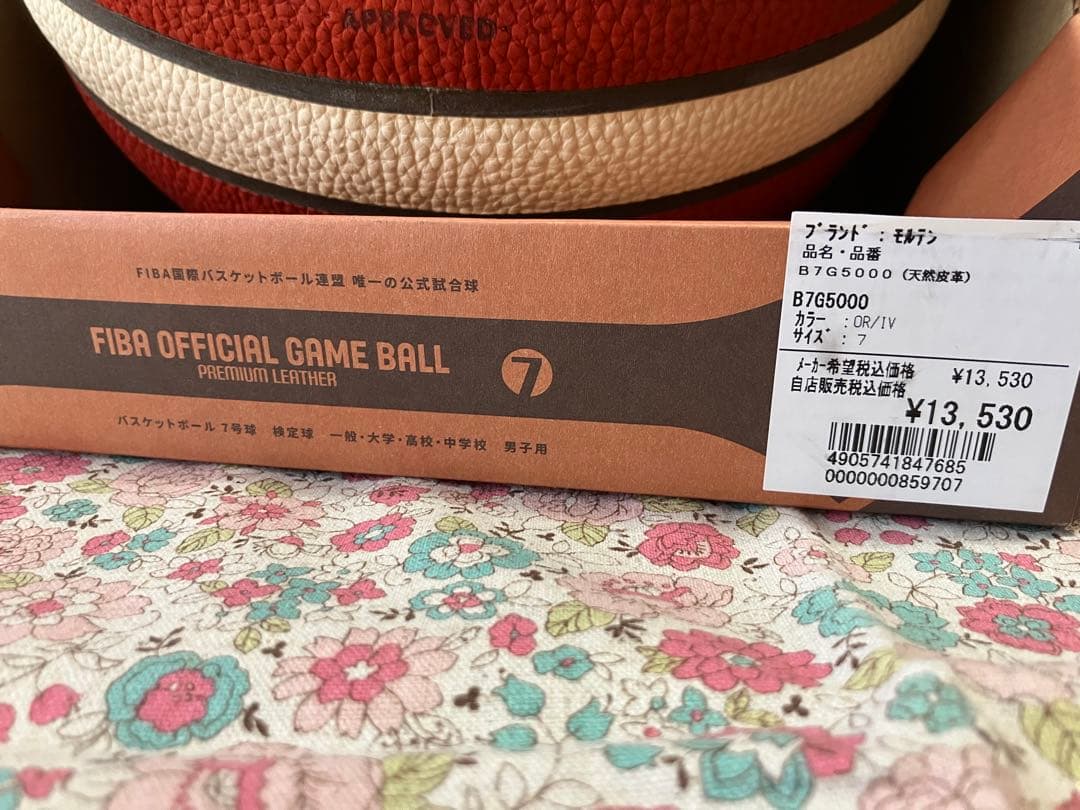 APPROVED
FIBA国際バスケットボール連盟 唯一の公式試合球
FIBA OFFICIAL GAME BALL
PREMIUM LEATHER
7
バスケットボール 7号球 検定球 一般・大学・高校・中学校 男子用
ブランド : モルテン
品名・品番
B7G5000 (天然皮革)
B7G5000
カラー :OR/IV
サイズ : 7
メーカー希望税込価格 ¥13,530
自店販売税込価格
¥13,530
4905741847685
0000000859707